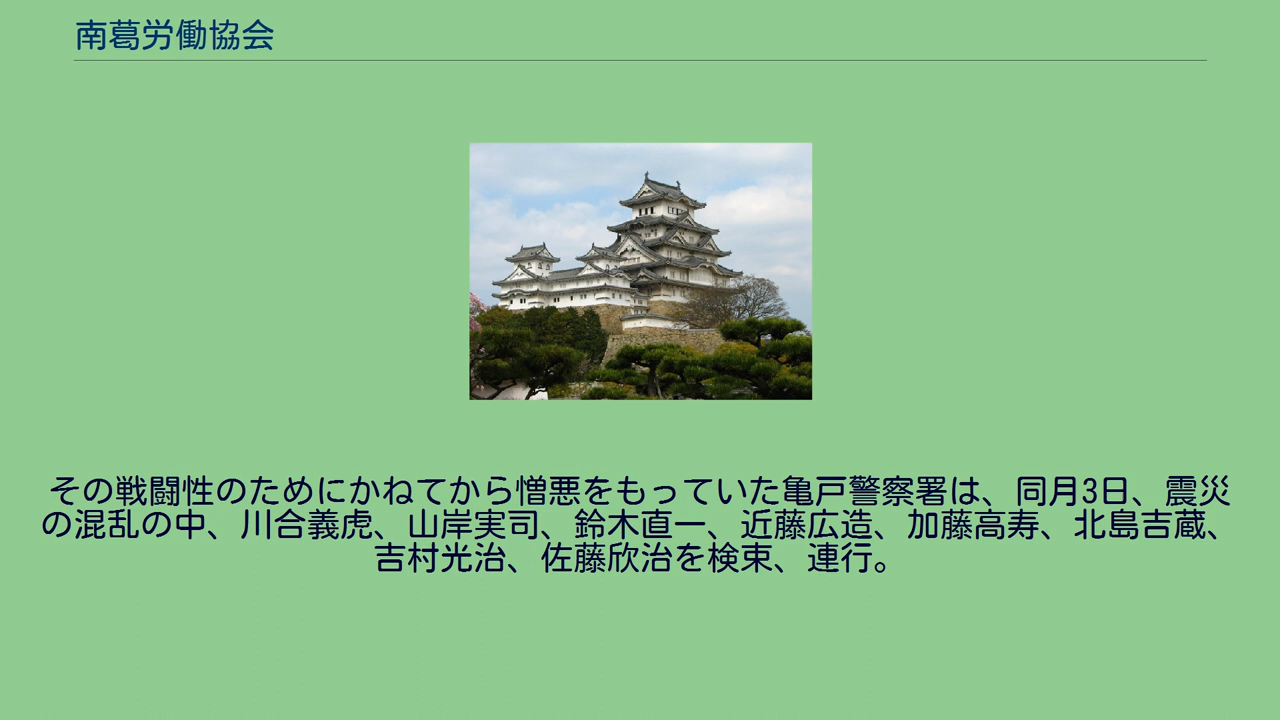 南葛労働協会
その戦闘性のためにかねてから憎悪をもっていた亀戸警察署は、同月3日、震災
の混乱の中、川合義虎、山岸実司、鈴木直一、近藤広造、加藤高寿、北島吉蔵、
吉村光治、佐藤欣治を検束、連行。